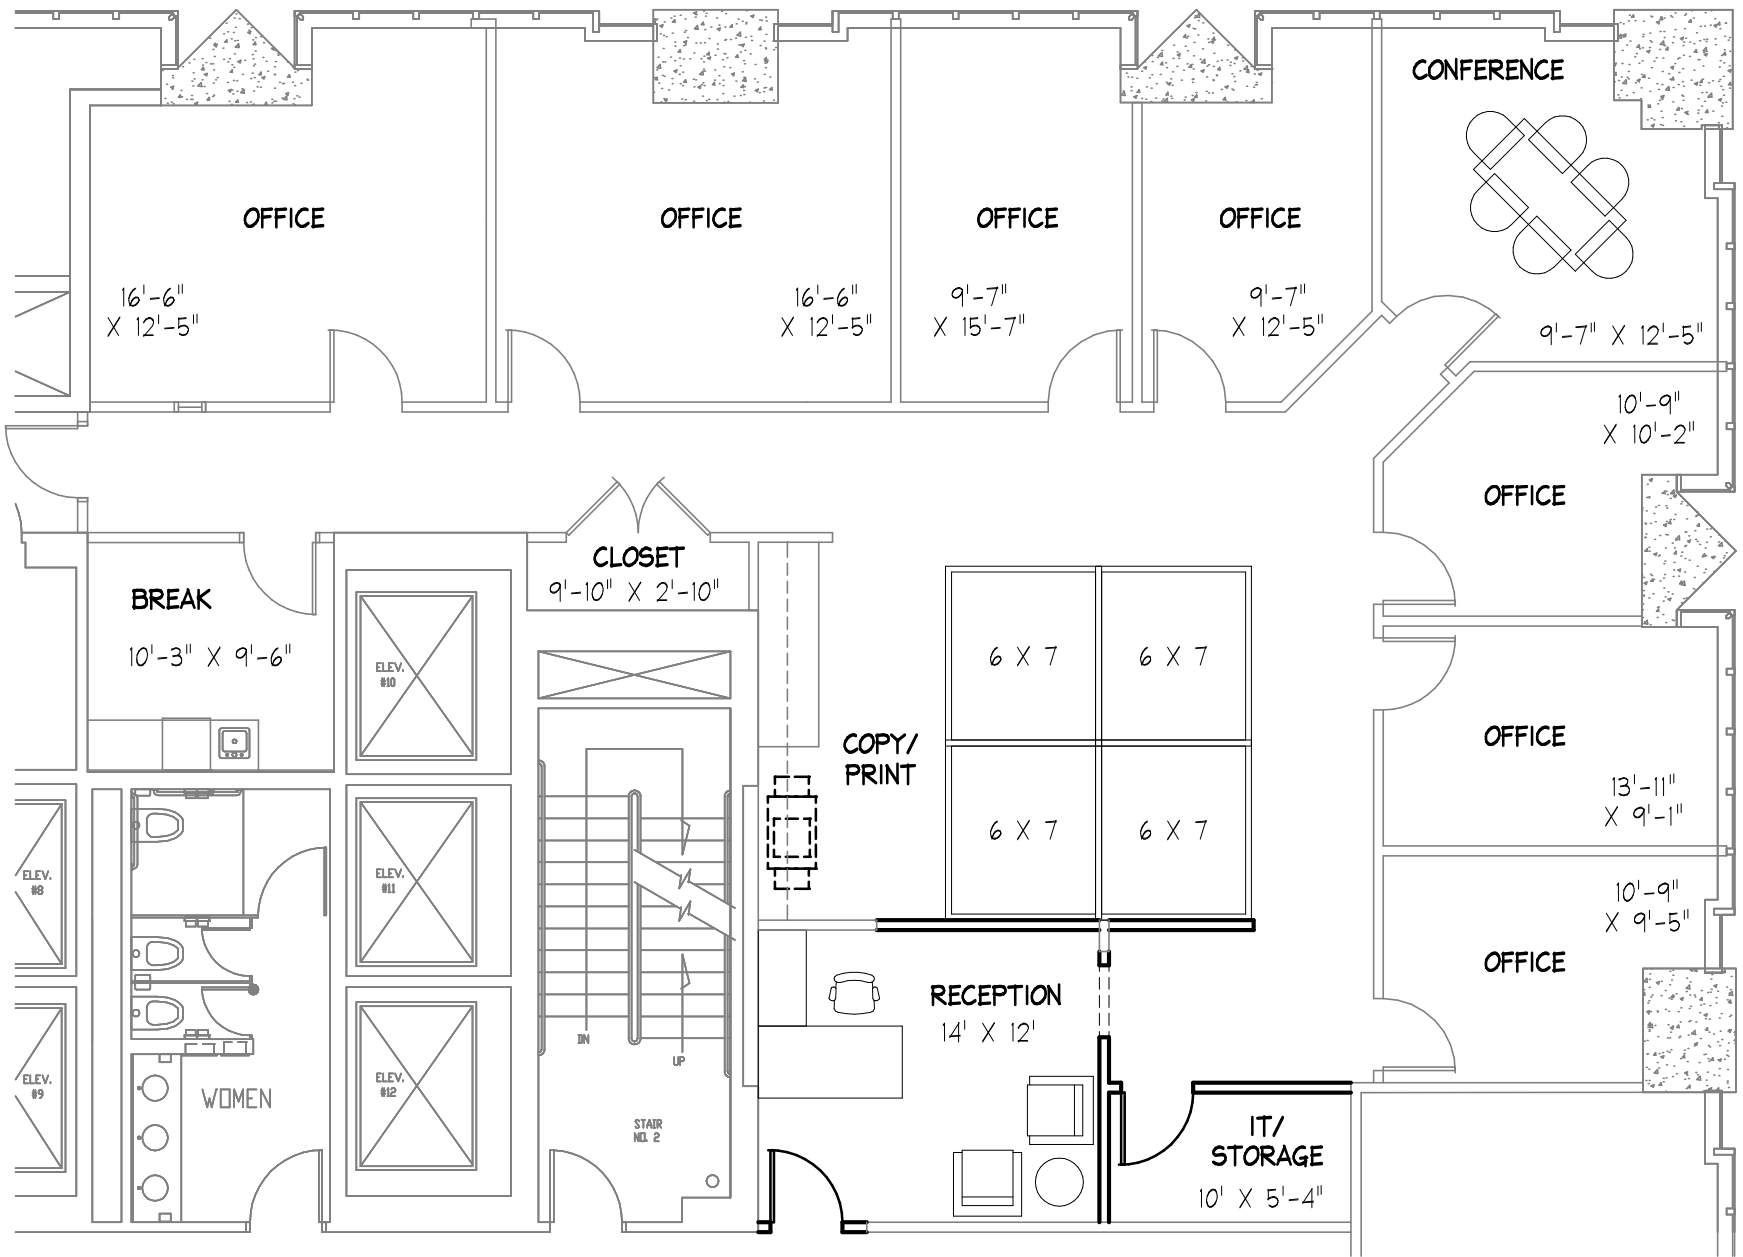 CONFERENCE
OFFICE
OFFICE
OFFICE
OFFICE
16'-6"
X 12'-5"
16'-6"
X 12'-5"
9'-7"
X 15'-7"
9'-7"
X 12'-5"
9'-7" X 12'-5"
10'-9"
X 10'-2"
OFFICE
CLOSET
9'-10" X 2'-10"
BREAK
10'-3" X 9'-6"
ELEV.
#10
6 X 7
6 X 7
COPY/
PRINT
OFFICE
13'-11"
X 9'-1"
6 X 7
6 X 7
ELEV.
#8
ELEV.
#11
10'-9"
X 9'-5"
OFFICE
RECEPTION
14' X 12'
DN
UP
ELEV.
#9
ELEV.
#12
WOMEN
STAIR
NO. 2
IT/
STORAGE
10' X 5'-4"